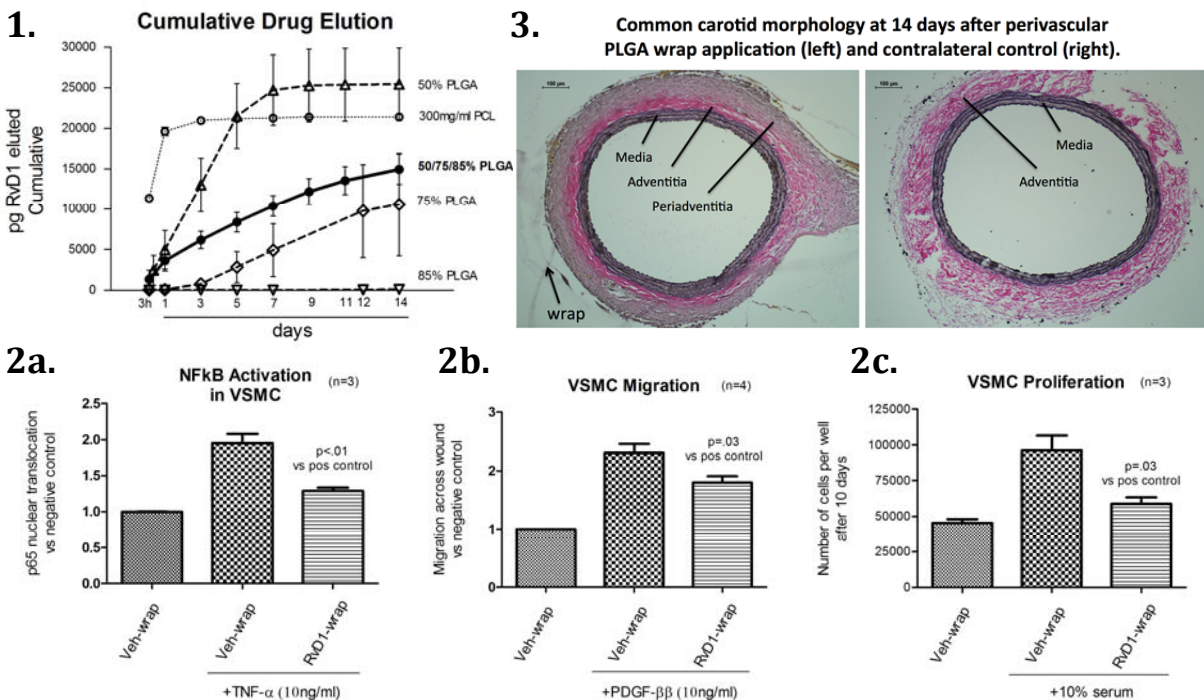 1.
Cumulative Drug Elution
30000
25000
20000
15000
10000
5000
0
pg RvD1 eluted
Cumulative
50% PLGA
300mg/ml PCL
50/75/85% PLGA
75% PLGA
85% PLGA
3h 1 3 5 7 9 11 12 14
days
3.
Common carotid morphology at 14 days after perivascular
PLGA wrap application (left) and contralateral control (right).
100 µm
Media
Adventitia
Periadventitia
wrap
100 µm
Media
Adventitia
2a.
NFkB Activation
in VSMC
(n=3)
2.5
2.0
1.5
1.0
0.5
0.0
p65 nuclear translocation
vs negative control
p<.01
vs pos control
Veh-wrap
Veh-wrap
RvD1-wrap
+TNF-α (10ng/ml)
2b.
VSMC Migration
(n=4)
3
2
1
0
Migration across wound
vs negative control
p=.03
vs pos control
Veh-wrap
Veh-wrap
RvD1-wrap
+PDGF-ββ (10ng/ml)
2c.
VSMC Proliferation
(n=3)
125000
100000
75000
50000
25000
0
Number of cells per well
after 10 days
p=.03
vs pos control
Veh-wrap
Veh-wrap
RvD1-wrap
+10% serum